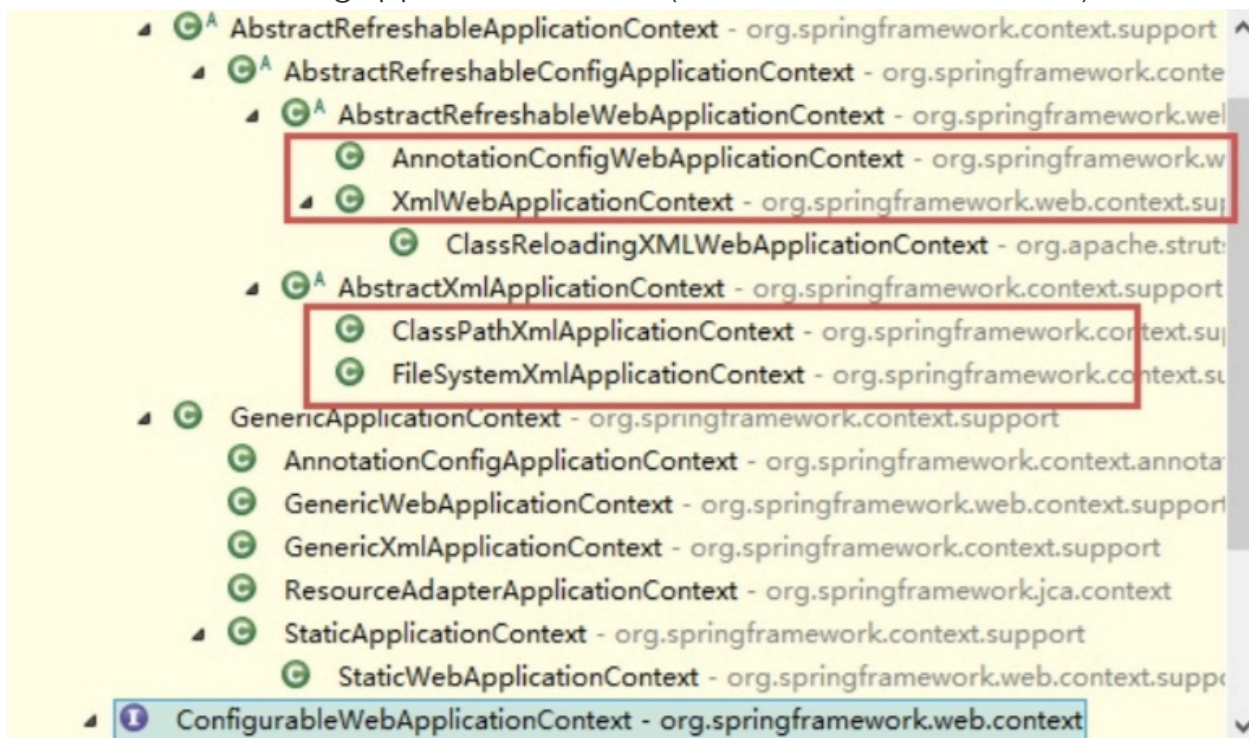 AbstractRefreshableApplicationContext - org.springframework.context.support
AbstractRefreshableConfigApplicationContext - org.springframework.conte
AbstractRefreshableWebApplicationContext - org.springframework.wel
AnnotationConfigWebApplicationContext - org.springframework.w
XmlWebApplicationContext - org.springframework.web.context.su
ClassReloadingXMLWebApplicationContext - org.apache.struts
AbstractXmlApplicationContext - org.springframework.context.support
ClassPathXmlApplicationContext - org.springframework.context.su
FileSystemXmlApplicationContext - org.springframework.context.su
GenericApplicationContext - org.springframework.context.support
AnnotationConfigApplicationContext - org.springframework.context.annota
GenericWebApplicationContext - org.springframework.web.context.support
GenericXmlApplicationContext - org.springframework.context.support
ResourceAdapterApplicationContext - org.springframework.jca.context
StaticApplicationContext - org.springframework.context.support
StaticWebApplicationContext - org.springframework.web.context.suppo
ConfigurableWebApplicationContext - org.springframework.web.context